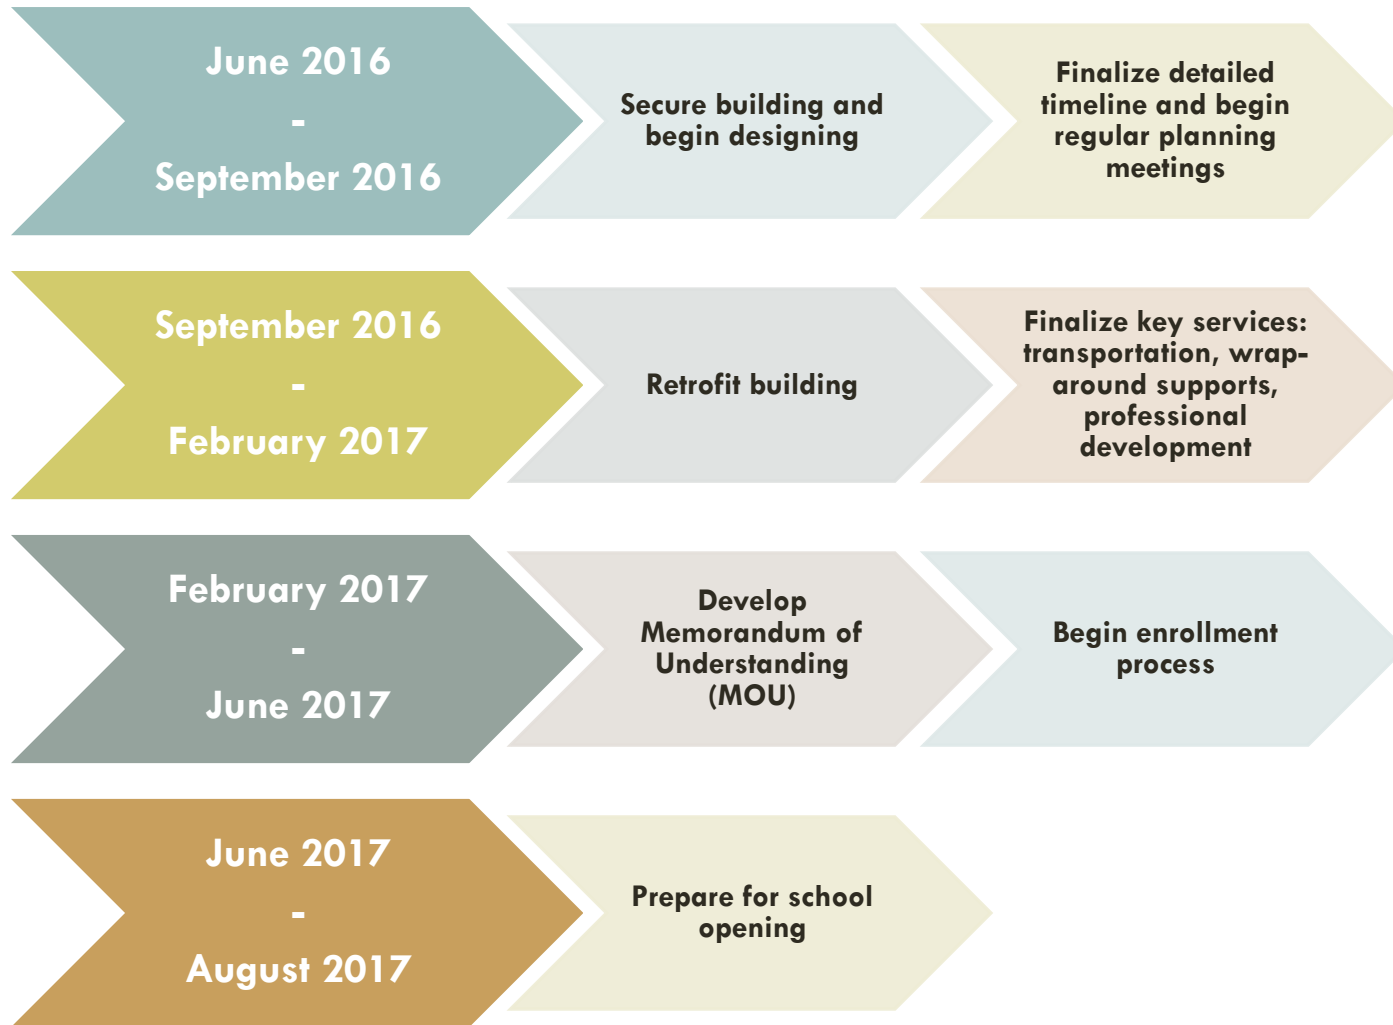 June 2016
-
September 2016
Secure building and
begin designing
Finalize detailed
timeline and begin
regular planning
meetings
September 2016
-
February 2017
Retrofit building
Finalize key services:
transportation, wrap-
around supports,
professional
development
February 2017
-
June 2017
Develop
Memorandum of
Understanding
(MOU)
Begin enrollment
process
June 2017
-
August 2017
Prepare for school
opening